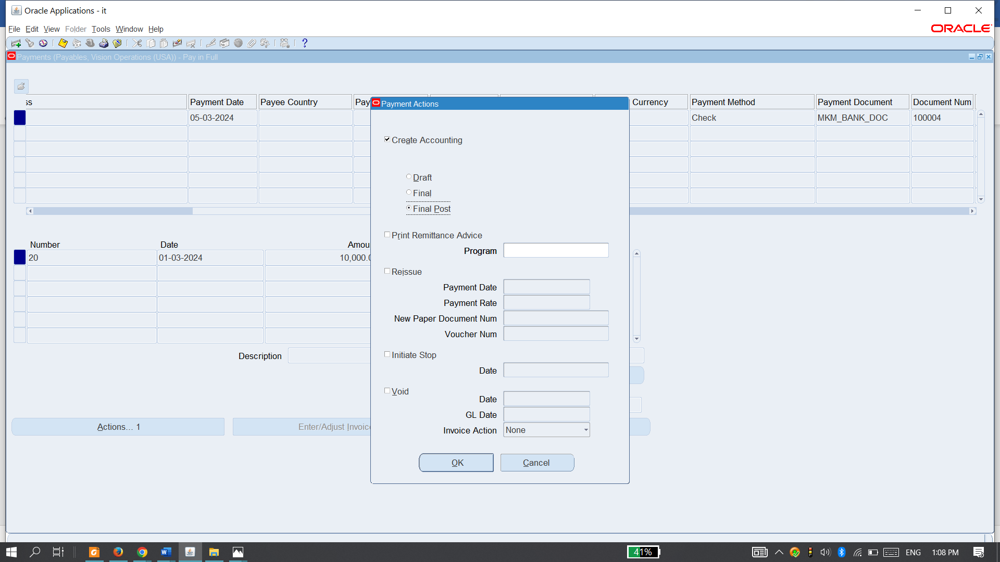 Oracle Applications - it
File Edit View Folder Tools Window Help
ORACLE
Payments (Payables, Vision Operations (USA)) - Pay in Full
ss Payment Date Payee Country Pay Currency Payment Method Payment Document Document Num
05-03-2024 Check MKM_BANK_DOC 100004
Number Date Amou
20 01-03-2024 10,000.0
Description
Actions... 1
Enter/Adjust Invoice
Payment Actions
Create Accounting
Draft
Final
Final Post
Print Remittance Advice
Program
Reissue
Payment Date
Payment Rate
New Paper Document Num
Voucher Num
Initiate Stop
Date
Void
Date
GL Date
Invoice Action None
OK Cancel
41% ENG 1:08 PM